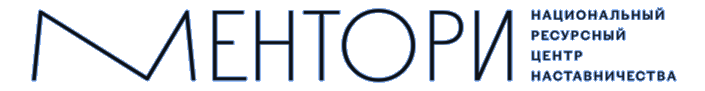 МЕНТОРИ
НАЦИОНАЛЬНЫЙ
РЕСУРСНЫЙ
ЦЕНТР
НАСТАВНИЧЕСТВА